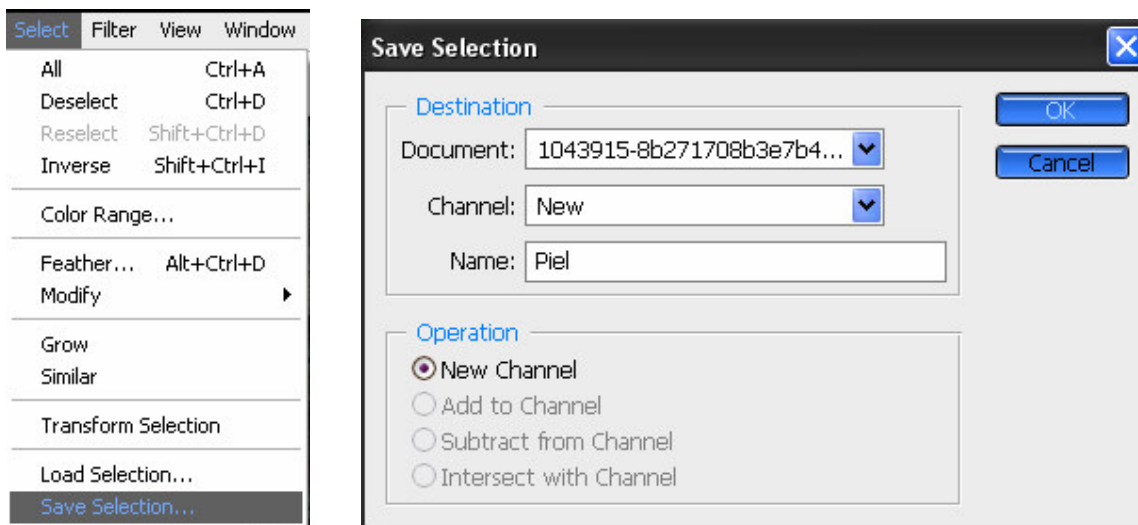 Select Filter View Window
All Ctrl+A
Deselect Ctrl+D
Reselect Shift+Ctrl+D
Inverse Shift+Ctrl+I
Color Range...
Feather... Alt+Ctrl+D
Modify
Grow
Similar
Transform Selection
Load Selection...
Save Selection...
Save Selection
Destination
Document: 1043915-8b271708b3e7b4...
Channel: New
Name: Piel
OK
Cancel
Operation
New Channel
Add to Channel
Subtract from Channel
Intersect with Channel